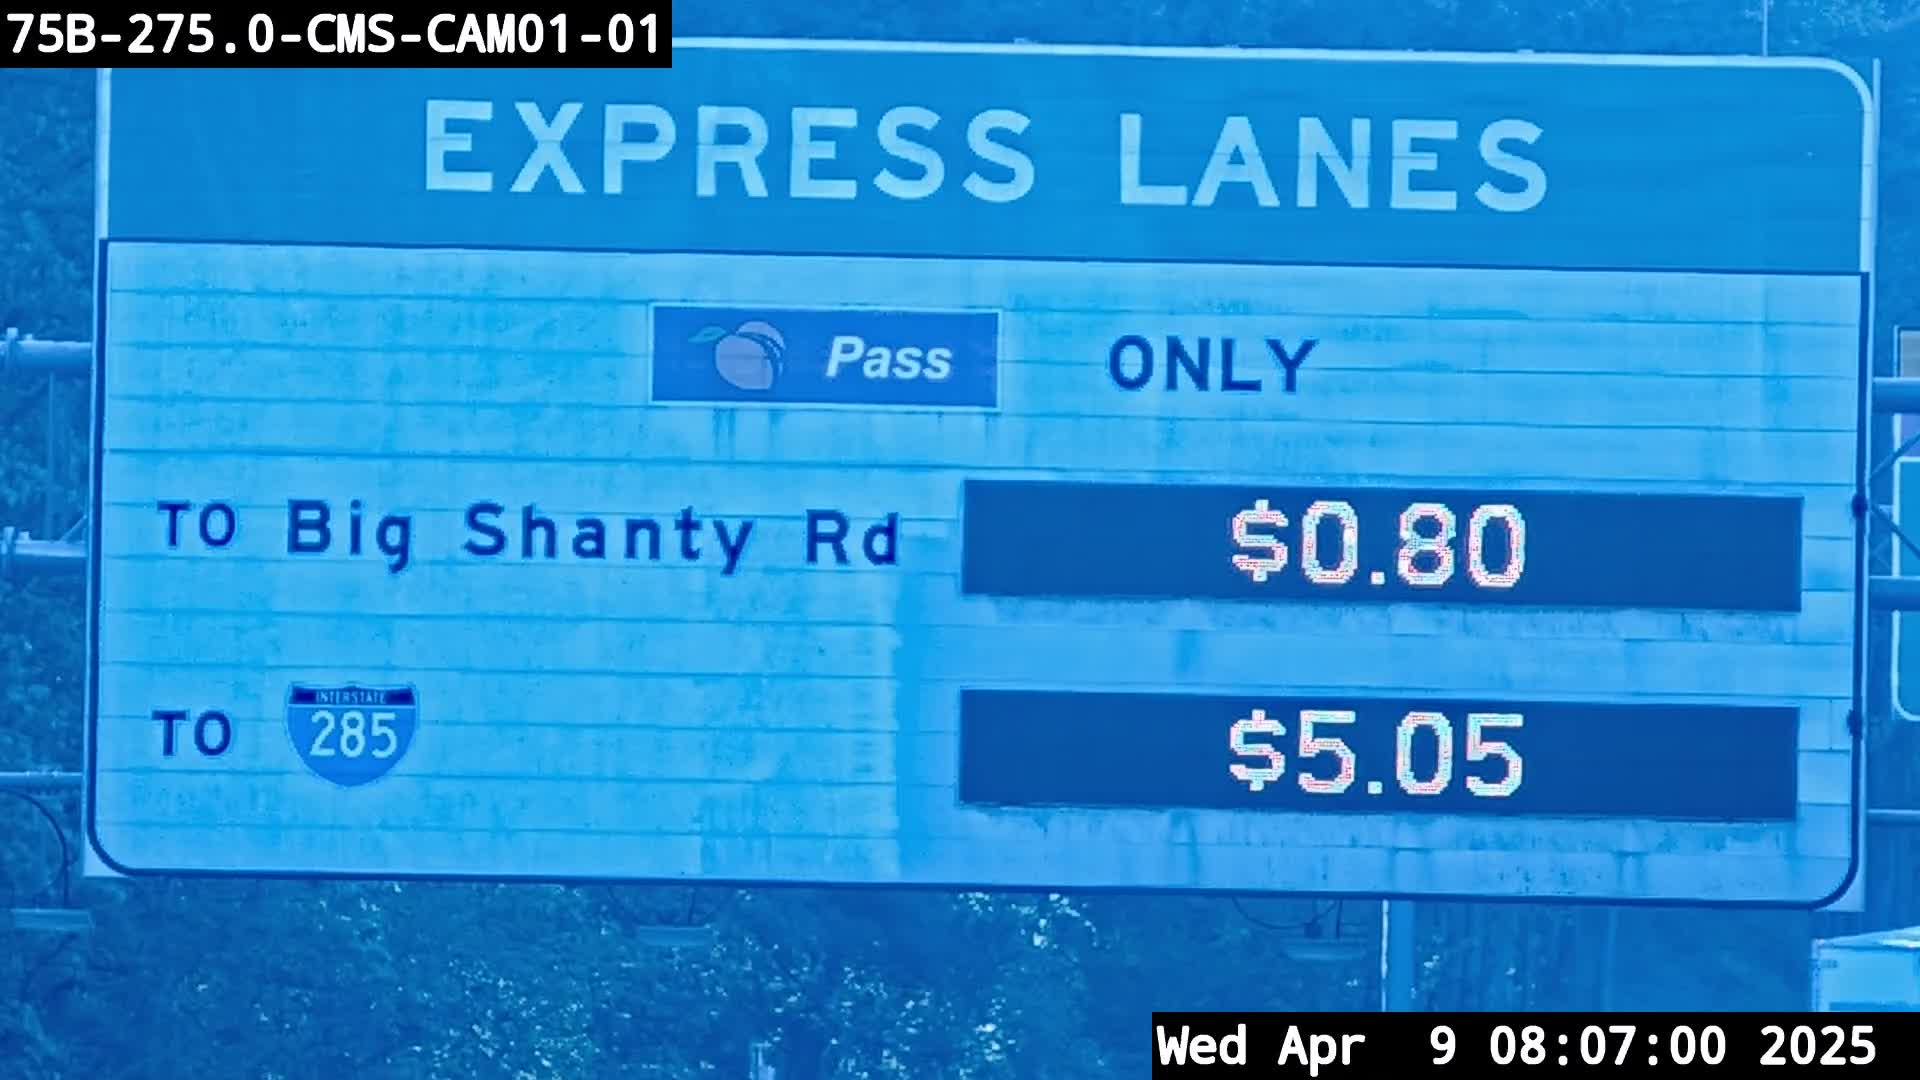 75B-275.0-CMS-CAM01-01
EXPRESS LANES
Pass ONLY
TO Big Shanty Rd $0.80
TO INTERSTATE 285 $5.05
Wed Apr 9 08:07:00 2025